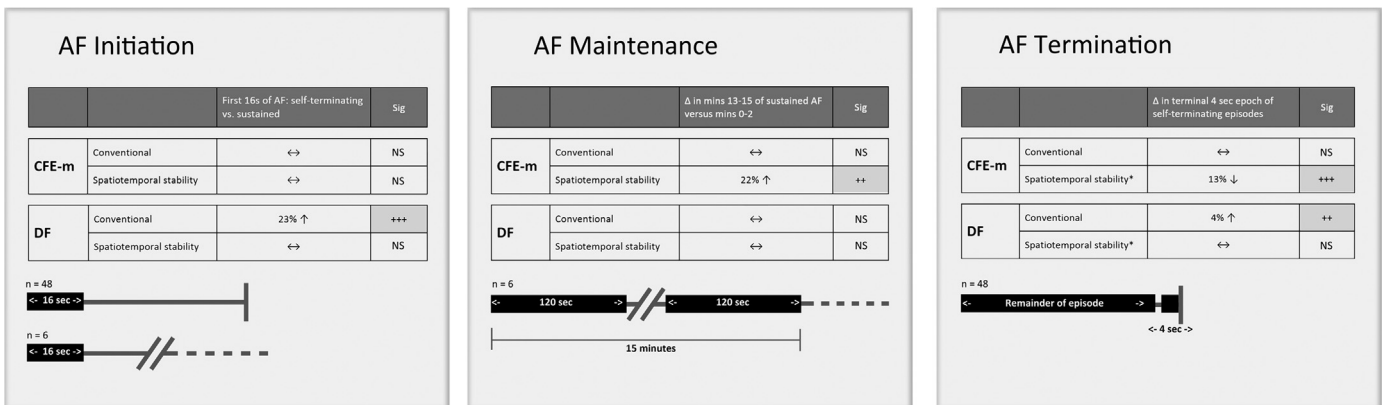 AF Initiation
First 16s of AF: self-terminating
vs. sustained
Sig
CFE-m
Conventional
↔
NS
Spatiotemporal stability
↔
NS
DF
Conventional
23% ↑
+++
Spatiotemporal stability
↔
NS
n = 48
<- 16 sec ->
n = 6
<- 16 sec ->
AF Maintenance
Δ in mins 13-15 of sustained AF
versus mins 0-2
Sig
CFE-m
Conventional
↔
NS
Spatiotemporal stability
22% ↑
++
DF
Conventional
↔
NS
Spatiotemporal stability
↔
NS
n = 6
<- 120 sec ->
<- 120 sec ->
15 minutes
AF Termination
Δ in terminal 4 sec epoch of
self-terminating episodes
Sig
CFE-m
Conventional
↔
NS
Spatiotemporal stability*
13% ↓
+++
DF
Conventional
4% ↑
++
Spatiotemporal stability*
↔
NS
n = 48
<- Remainder of episode ->
<- 4 sec ->